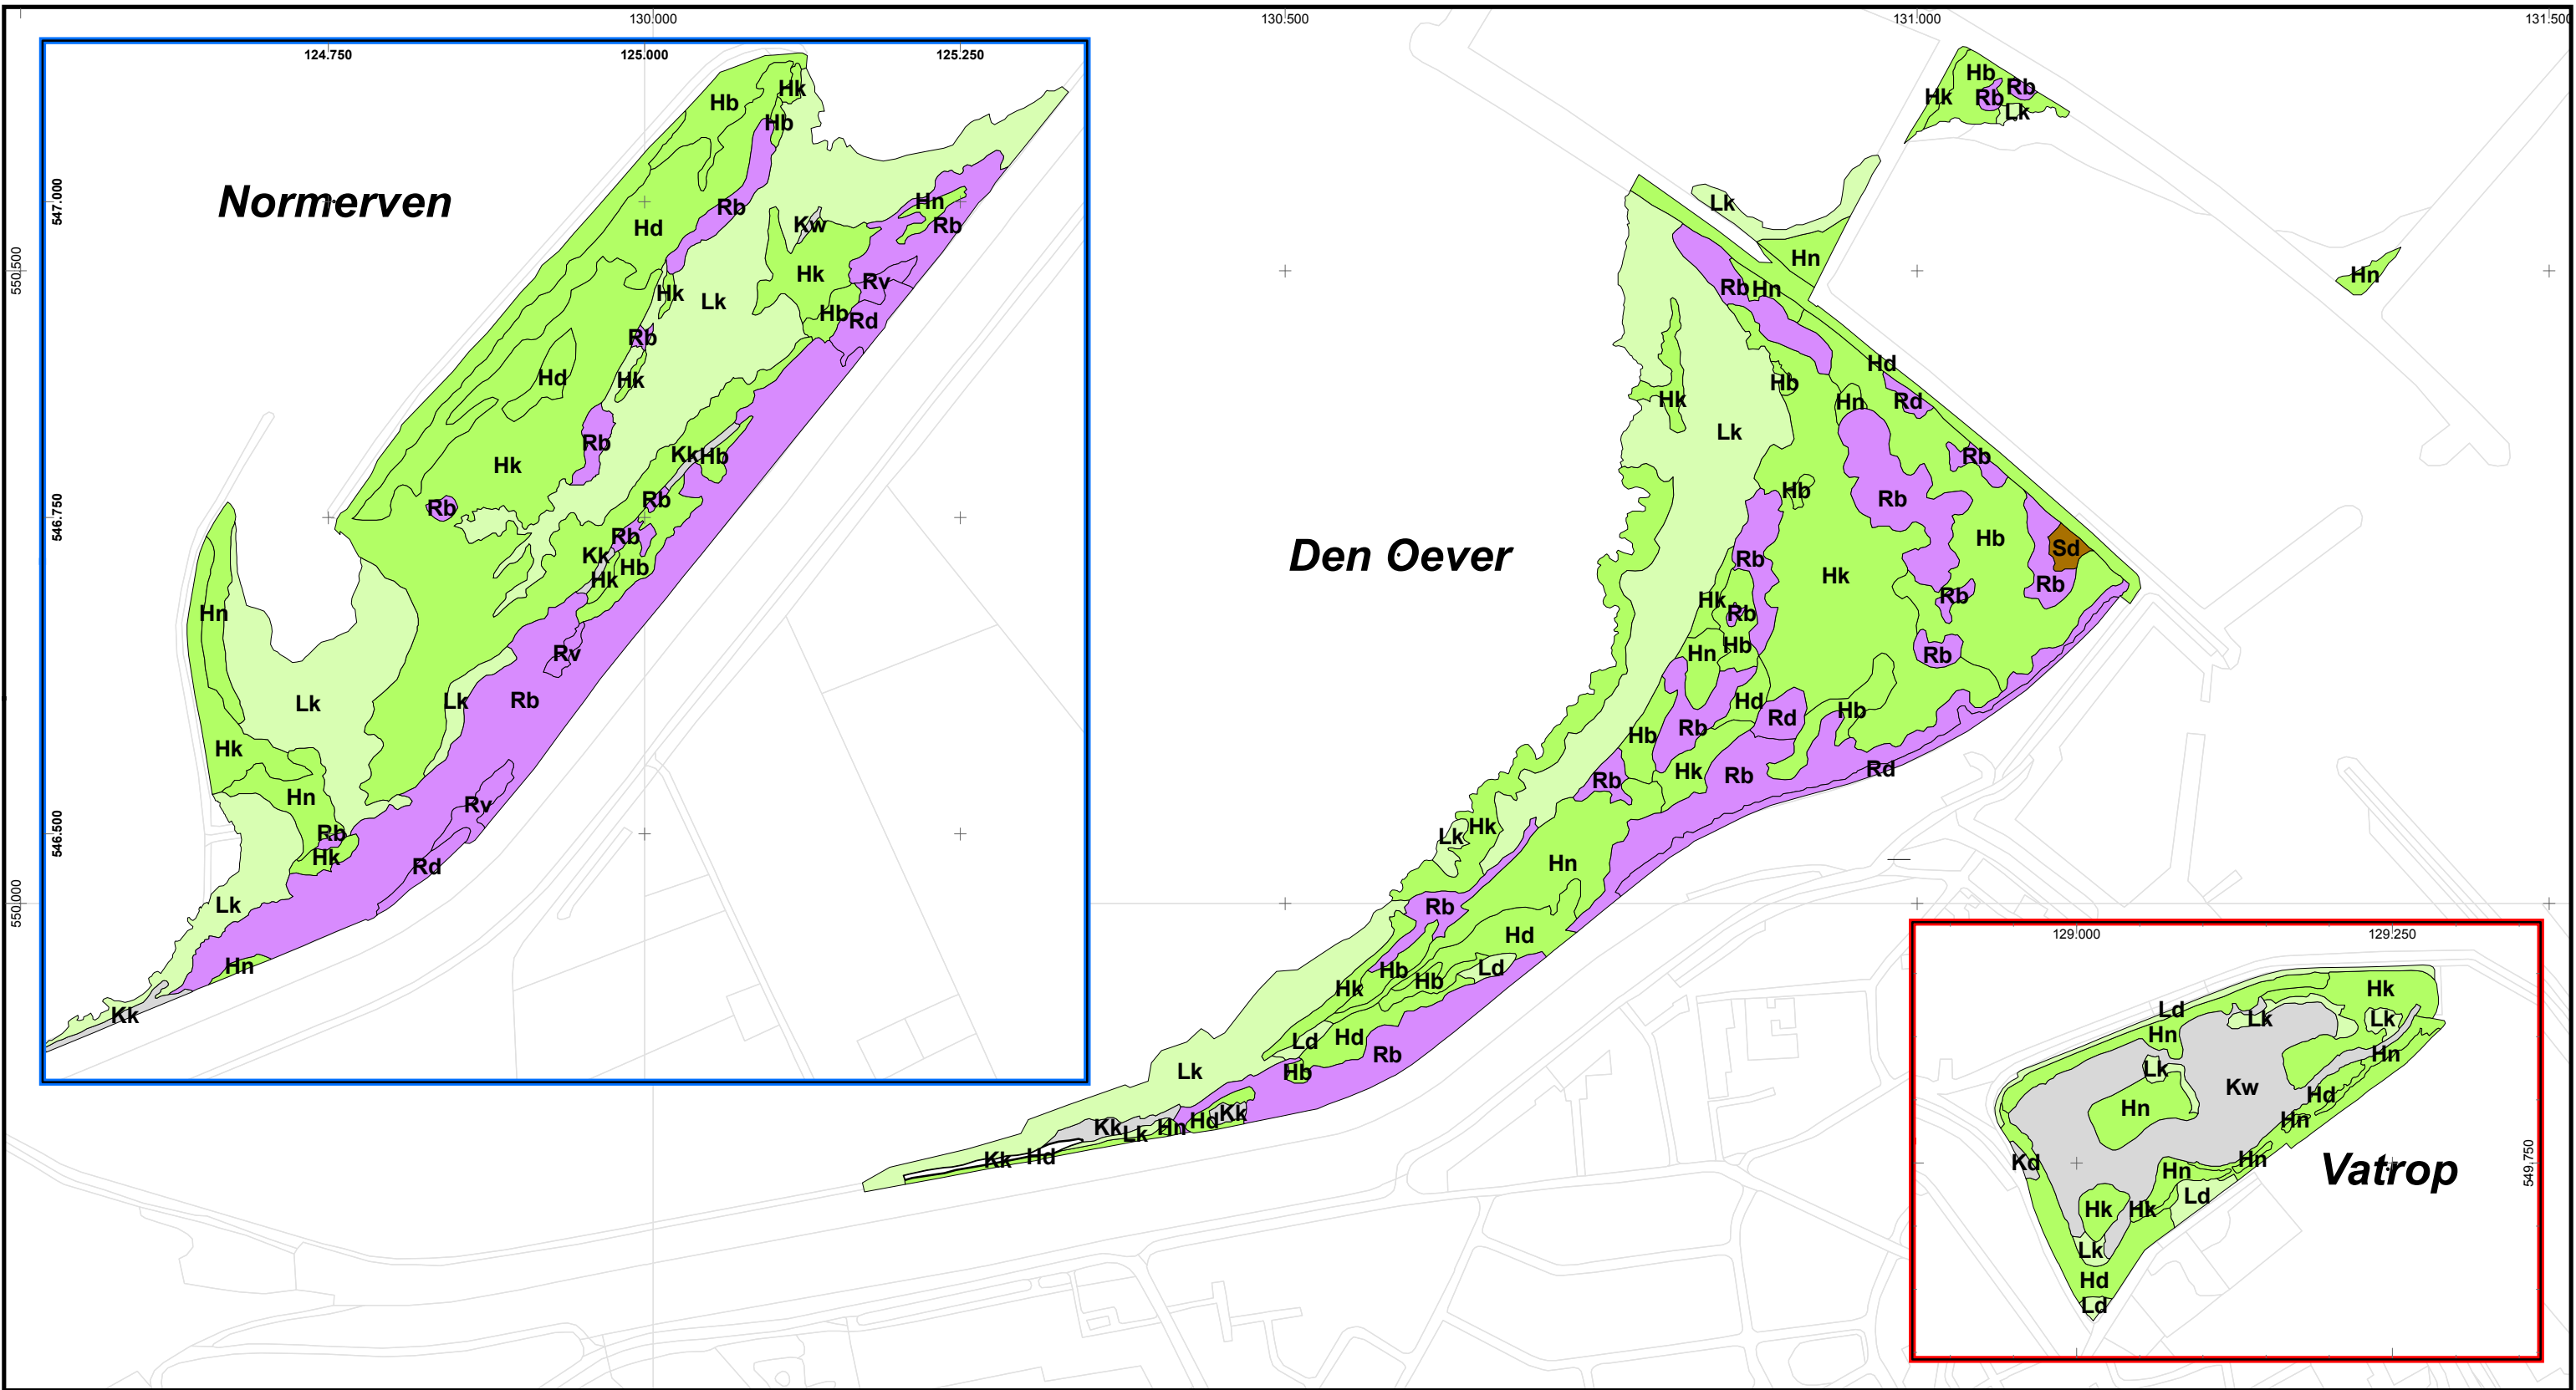 130.000 130.500 131.000 131.500
124.750 125.000 125.250
Hk
Hb
Hb Rb
Hk Rb
Lk
Hb
547.000
Normerven
Rb
Hn
Lk
Kw
Rb
Hd
Hn
550.500
Hk
Rv
Hn
Rb Hn
Hk
Lk
Hb
Rd
Rb
Hd
Hd
Hk
Hb
Hk
Hn
Rd
Lk
Rb
Kk Hb
Rb
Hk
Hb
Rb
Rb
Rb
546.750
Rb
Hb
Sd
Den Oever
Kk
Rb
Hb
Hk
Hk
Rb
Rb
Hk
Rb
Hn
Hb
Rv
Hn
Rb
Lk
Lk
Rb
Hd
Hb
Rd
Rb
Hb
Hk
Rd
Hk
Rb
Rb
Hn
Rv
546.500
Rb
Hk
Lk
Hk
Rd
Hn
550.000
Lk
Rb
129.000 129.250
Hd
Hn
Ld
Hb
Hb
Hk
Hk
Ld
Kk
Lk
Lk
Hn
Hd
Ld
Rb
Hn
Lk
Lk
Hb
Kw
Hd
Hn
Kk
Hd
Hn
Kk
Lk
Hn
Kk
Hd
Hn
Kd
Vatrop
549.750
Hn
Ld
Hk
Hk
Lk
Hd
Ld